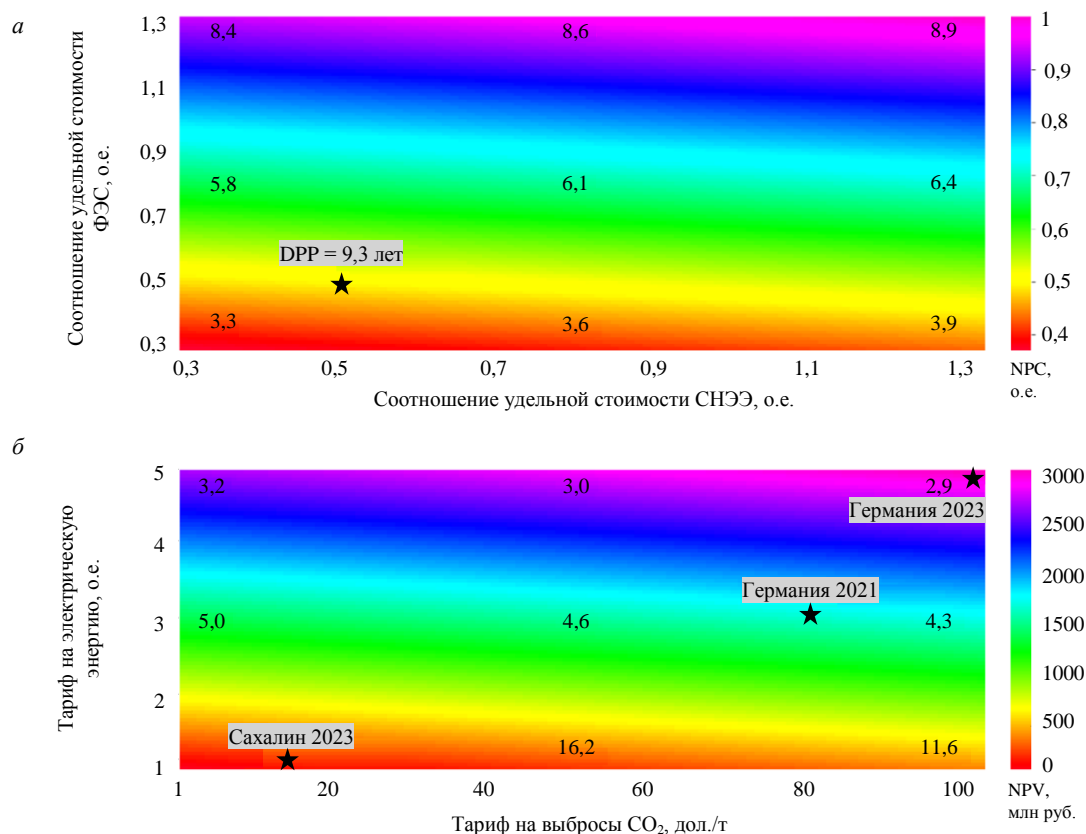 а
Соотношение удельной стоимости
ФЭС, о.е.
1,3
1,1
0,9
0,7
0,5
0,3
8,4 8,6 8,9
5,8 6,1 6,4
DPP = 9,3 лет
3,3 3,6 3,9
0,3 0,5 0,7 0,9 1,1 1,3
Соотношение удельной стоимости СНЭЭ, о.е.
1
0,9
0,8
0,7
0,6
0,5
0,4
NPC,
о.е.
б
Тариф на электрическую
энергию, о.е.
5
4
3
2
1
3,2 3,0 2,9
Германия 2023
Германия 2021
5,0 4,6 4,3
Сахалин 2023
16,2 11,6
1 20 40 60 80 100
Тариф на выбросы CO₂, дол./т
3000
2500
2000
1500
1000
500
0
NPV,
млн руб.